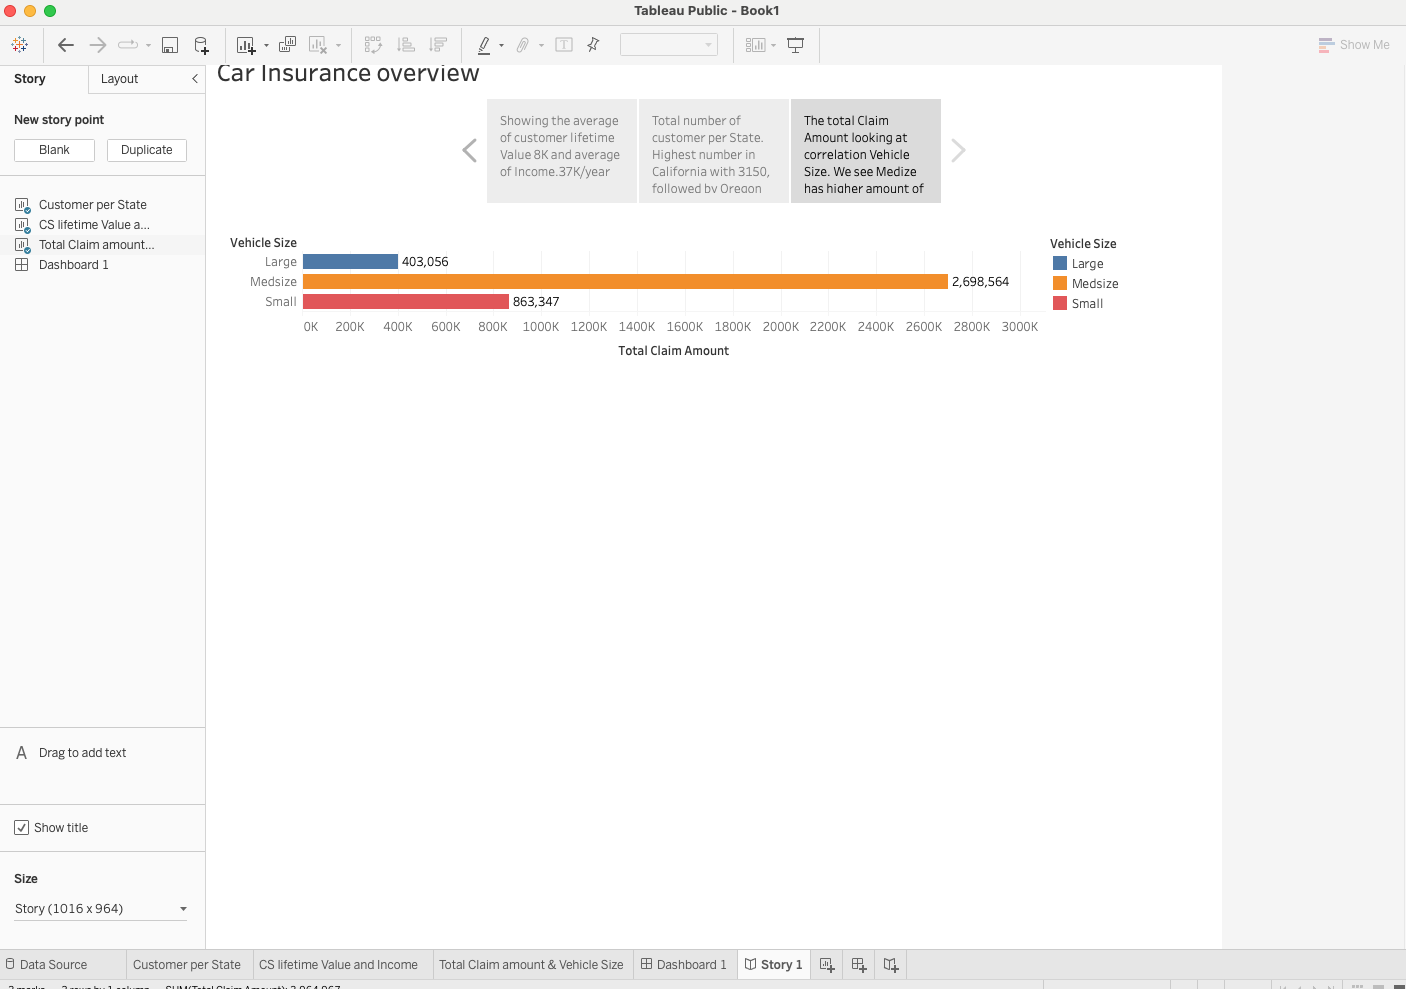 Tableau Public - Book1
Show Me
Story
Layout
New story point
Blank
Duplicate
Customer per State
CS lifetime Value a...
Total Claim amount...
Dashboard 1
Drag to add text
Show title
Size
Story (1016 x 964)
Car Insurance overview
Showing the average
of customer lifetime
Value 8K and average
of Income.37K/year
Total number of
customer per State.
Highest number in
California with 3150,
followed by Oregon
The total Claim
Amount looking at
correlation Vehicle
Size. We see Medize
has higher amount of
Vehicle Size
Large
403,056
Medsize
2,698,564
Small
863,347
0K 200K 400K 600K 800K 1000K 1200K 1400K 1600K 1800K 2000K 2200K 2400K 2600K 2800K 3000K
Total Claim Amount
Vehicle Size
Large
Medsize
Small
Data Source
Customer per State
CS lifetime Value and Income
Total Claim amount & Vehicle Size
Dashboard 1
Story 1